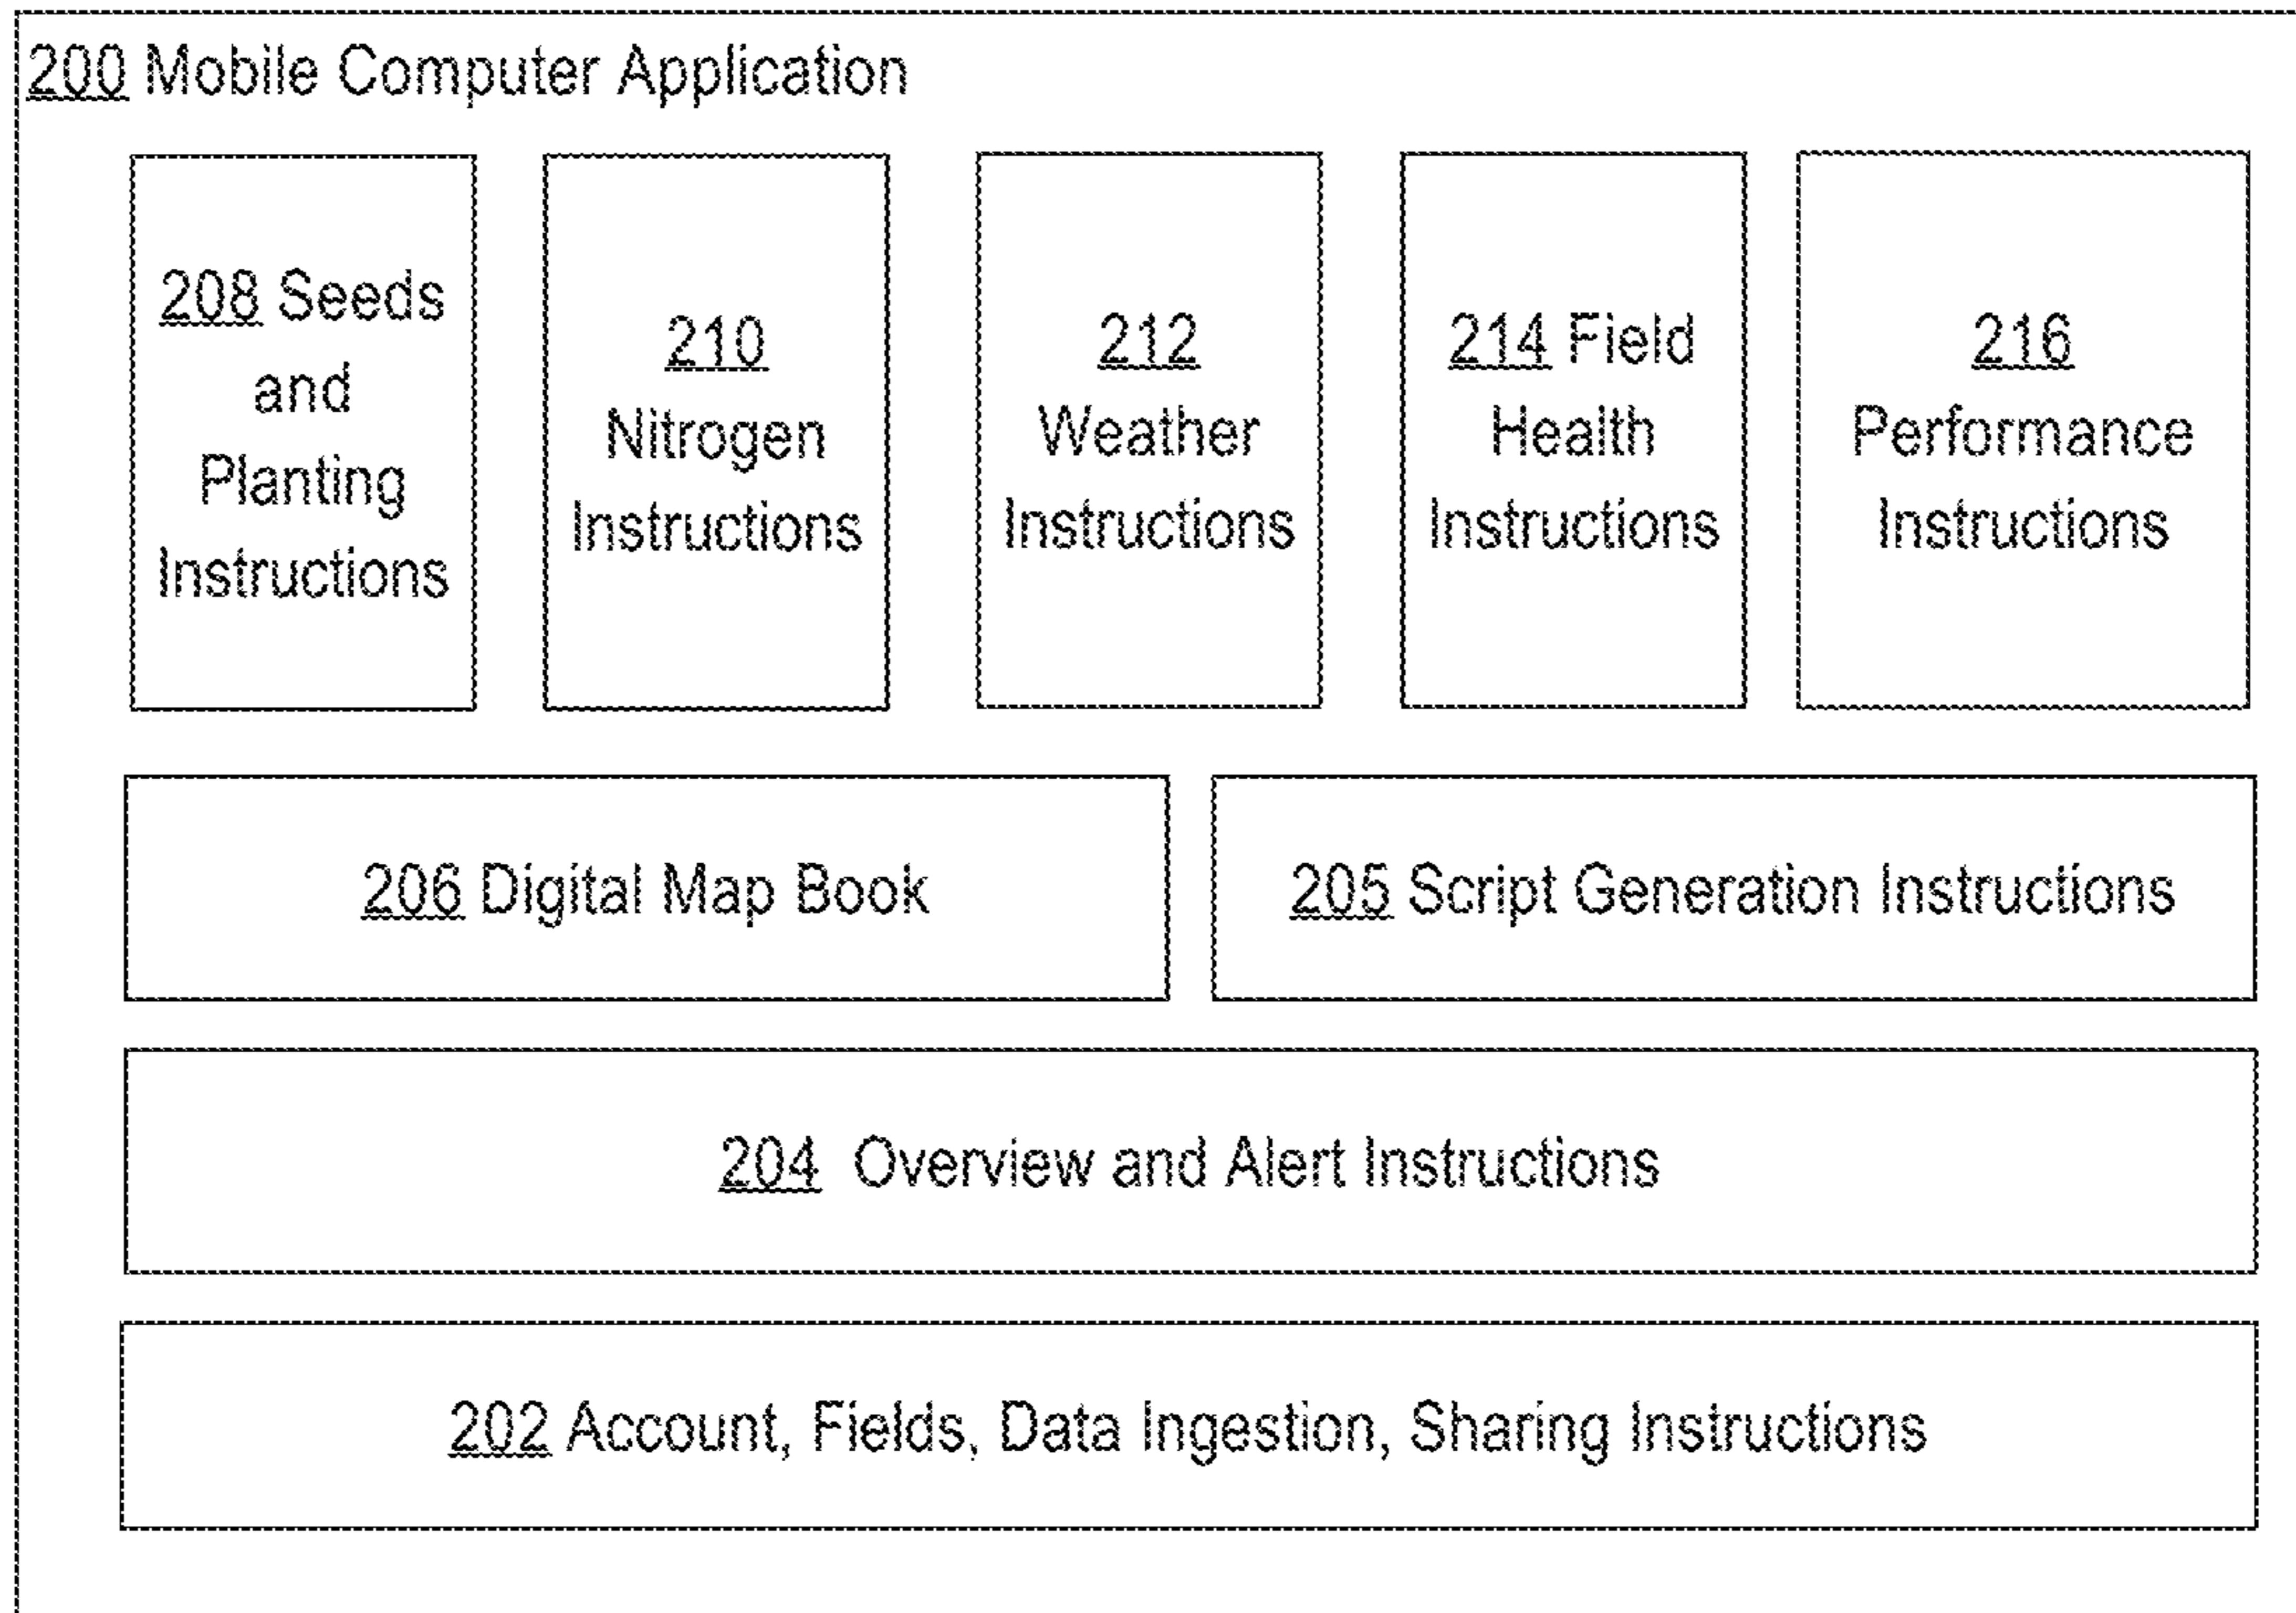 200 Mobile Computer Application
208 Seeds
and
Planting
Instructions
210
Nitrogen
Instructions
212
Weather
Instructions
214 Field
Health
Instructions
216
Performance
Instructions
206 Digital Map Book
205 Script Generation Instructions
204 Overview and Alert Instructions
202 Account, Fields, Data Ingestion, Sharing Instructions